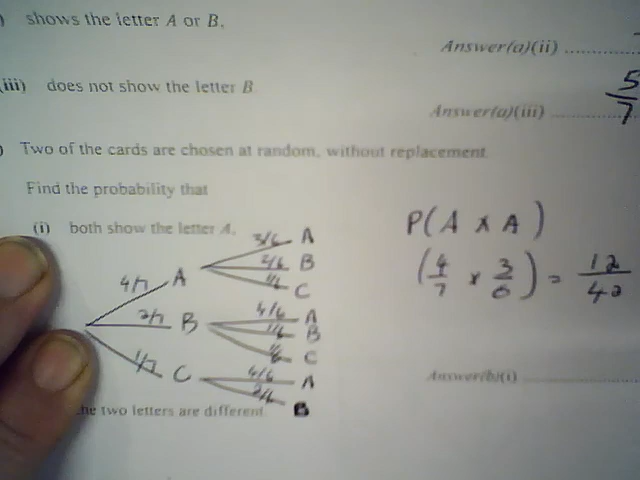 ) shows the letter A or B,
Answer(a)(ii) ..............
(iii) does not show the letter B
5/7
Answer(a)(iii) ..............
) Two of the cards are chosen at random, without replacement
Find the probability that
(i) both show the letter A,
P(A x A)
(4/7 x 3/6) = 12/42
4/7 A 3/6 A
2/6 B
1/6 C
2/7 B 4/6 A
1/6 B
C
1/7 C 4/6 A
2/6 B
Answer(b)(i) ..............
the two letters are different